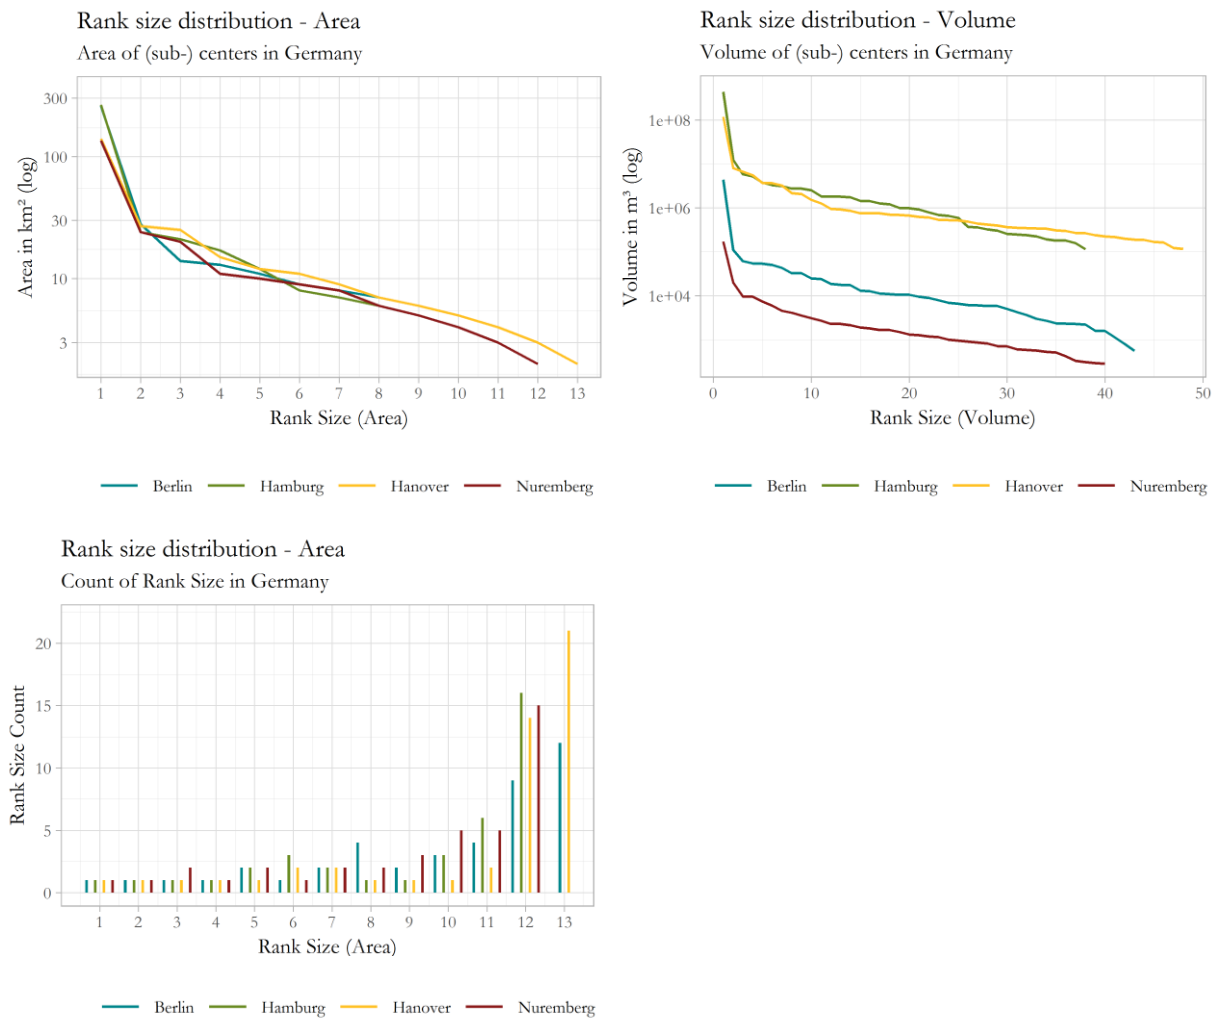 Rank size distribution - Area
Area of (sub-) centers in Germany
300
100
30
10
3
Area in km² (log)
1 2 3 4 5 6 7 8 9 10 11 12 13
Rank Size (Area)
Berlin Hamburg Hanover Nuremberg
Rank size distribution - Volume
Volume of (sub-) centers in Germany
1e+08
1e+06
1e+04
Volume in m³ (log)
0 10 20 30 40 50
Rank Size (Volume)
Berlin Hamburg Hanover Nuremberg
Rank size distribution - Area
Count of Rank Size in Germany
20
15
10
5
0
Rank Size Count
1 2 3 4 5 6 7 8 9 10 11 12 13
Rank Size (Area)
Berlin Hamburg Hanover Nuremberg